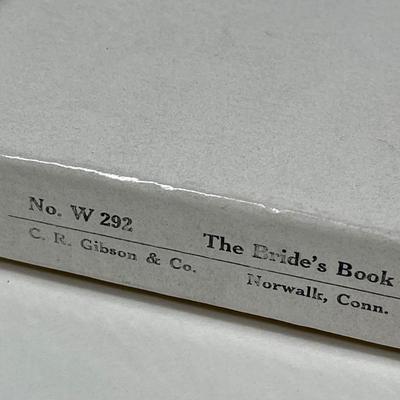 No. W 292 The Bride's Book
C. R. Gibson & Co. Norwalk, Conn.